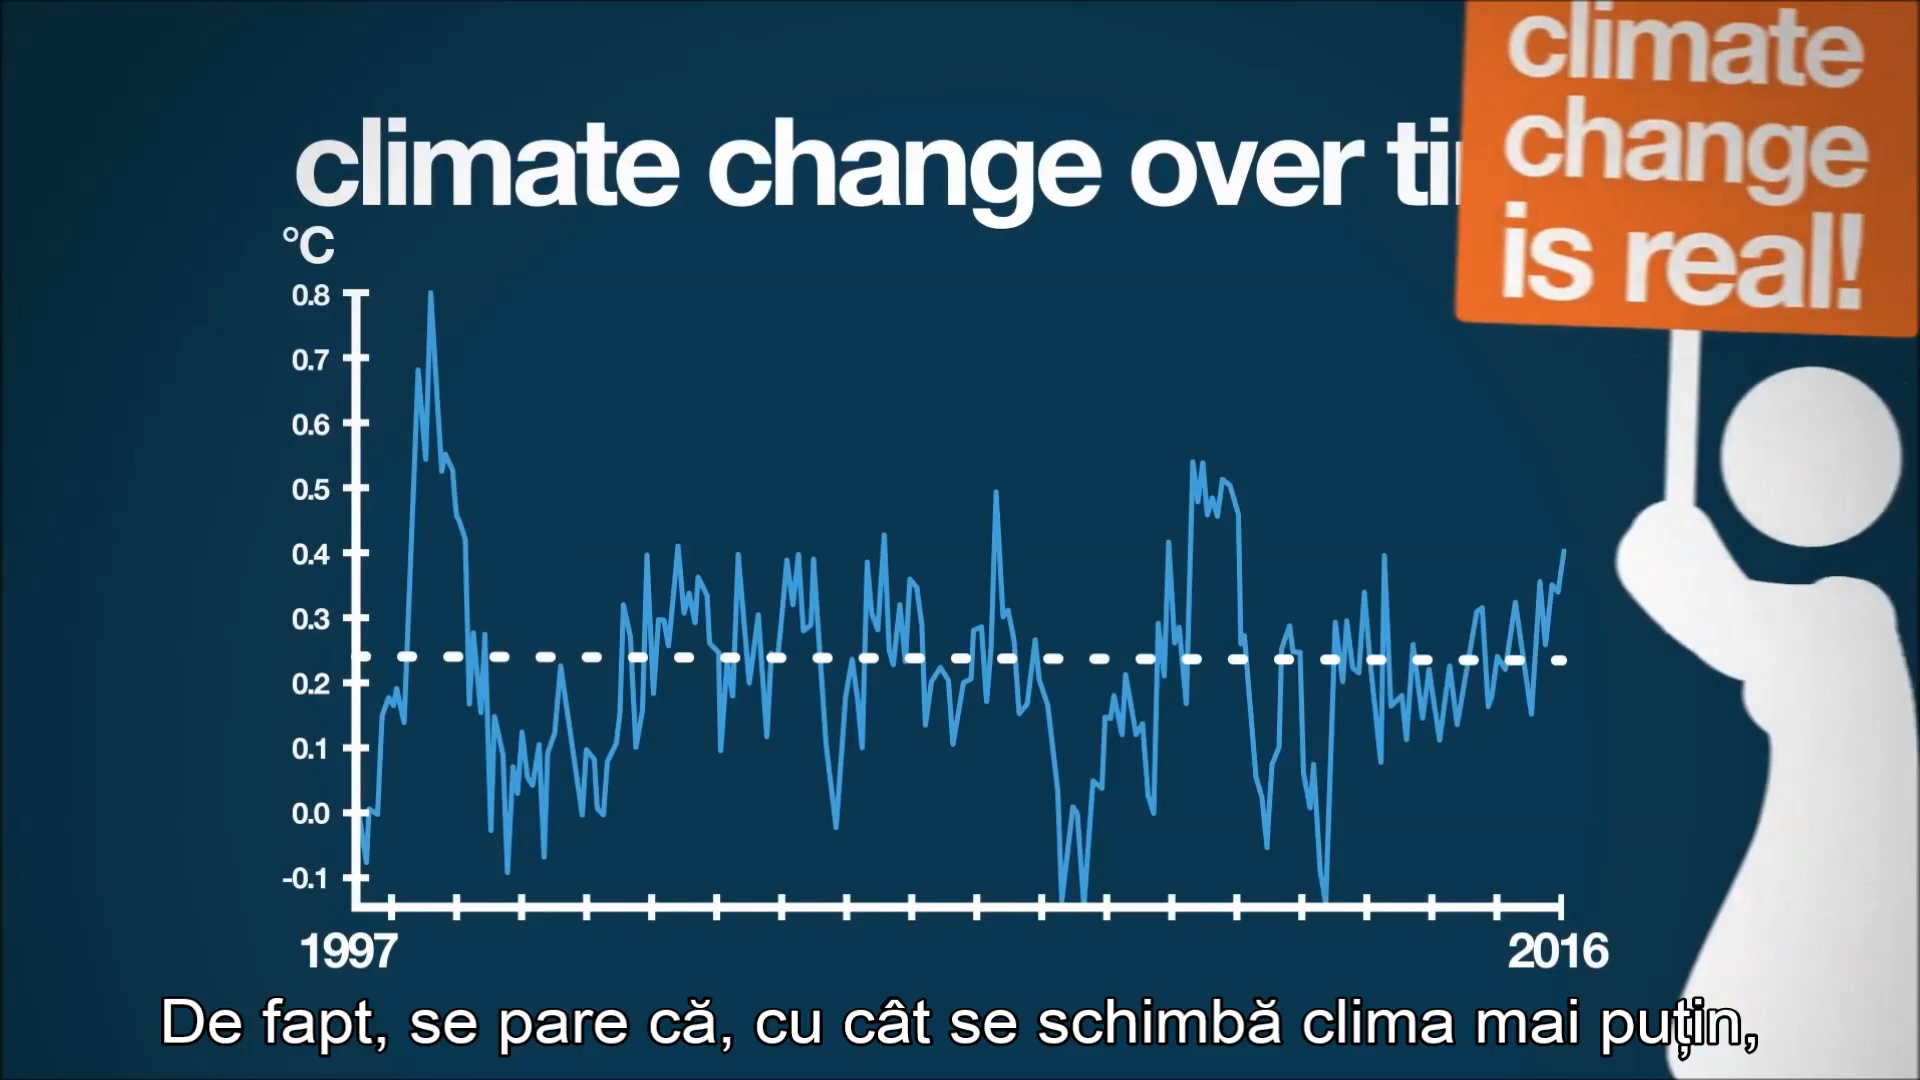 climate change over ti
climate
change
is real!
°C
0.8
0.7
0.6
0.5
0.4
0.3
0.2
0.1
0.0
-0.1
1997
2016
De fapt, se pare că, cu cât se schimbă clima mai puțin,